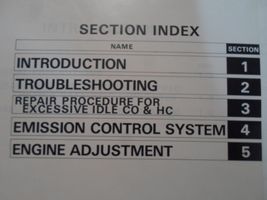 SECTION INDEX
NAME SECTION
INTRODUCTION 1
TROUBLESHOOTING 2
REPAIR PROCEDURE FOR
EXCESSIVE IDLE CO & HC 3
EMISSION CONTROL SYSTEM 4
ENGINE ADJUSTMENT 5